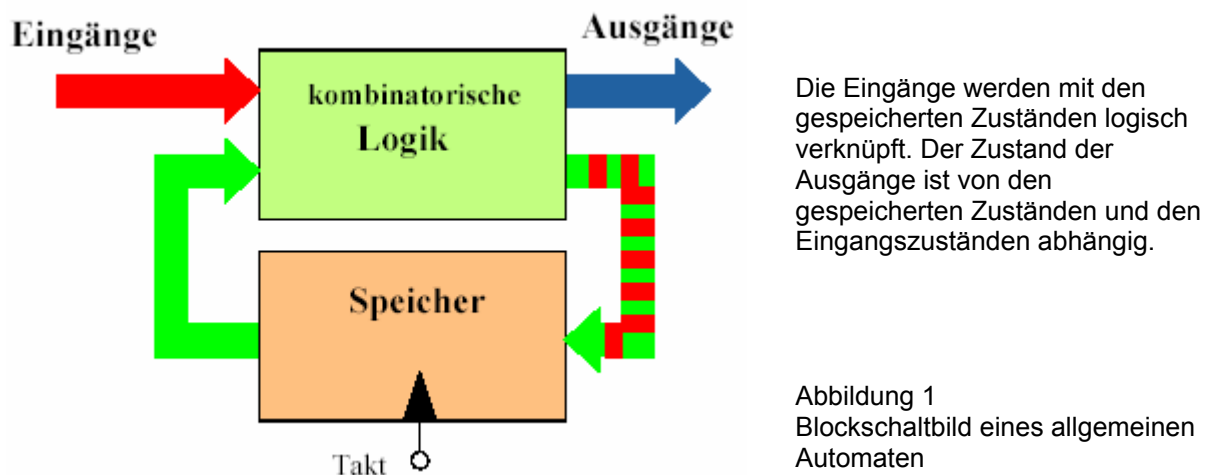 Eingänge
Ausgänge
kombinatorische
Logik
Speicher
Takt
Die Eingänge werden mit den
gespeicherten Zuständen logisch
verknüpft. Der Zustand der
Ausgänge ist von den
gespeicherten Zuständen und den
Eingangszuständen abhängig.
Abbildung 1
Blockschaltbild eines allgemeinen
Automaten